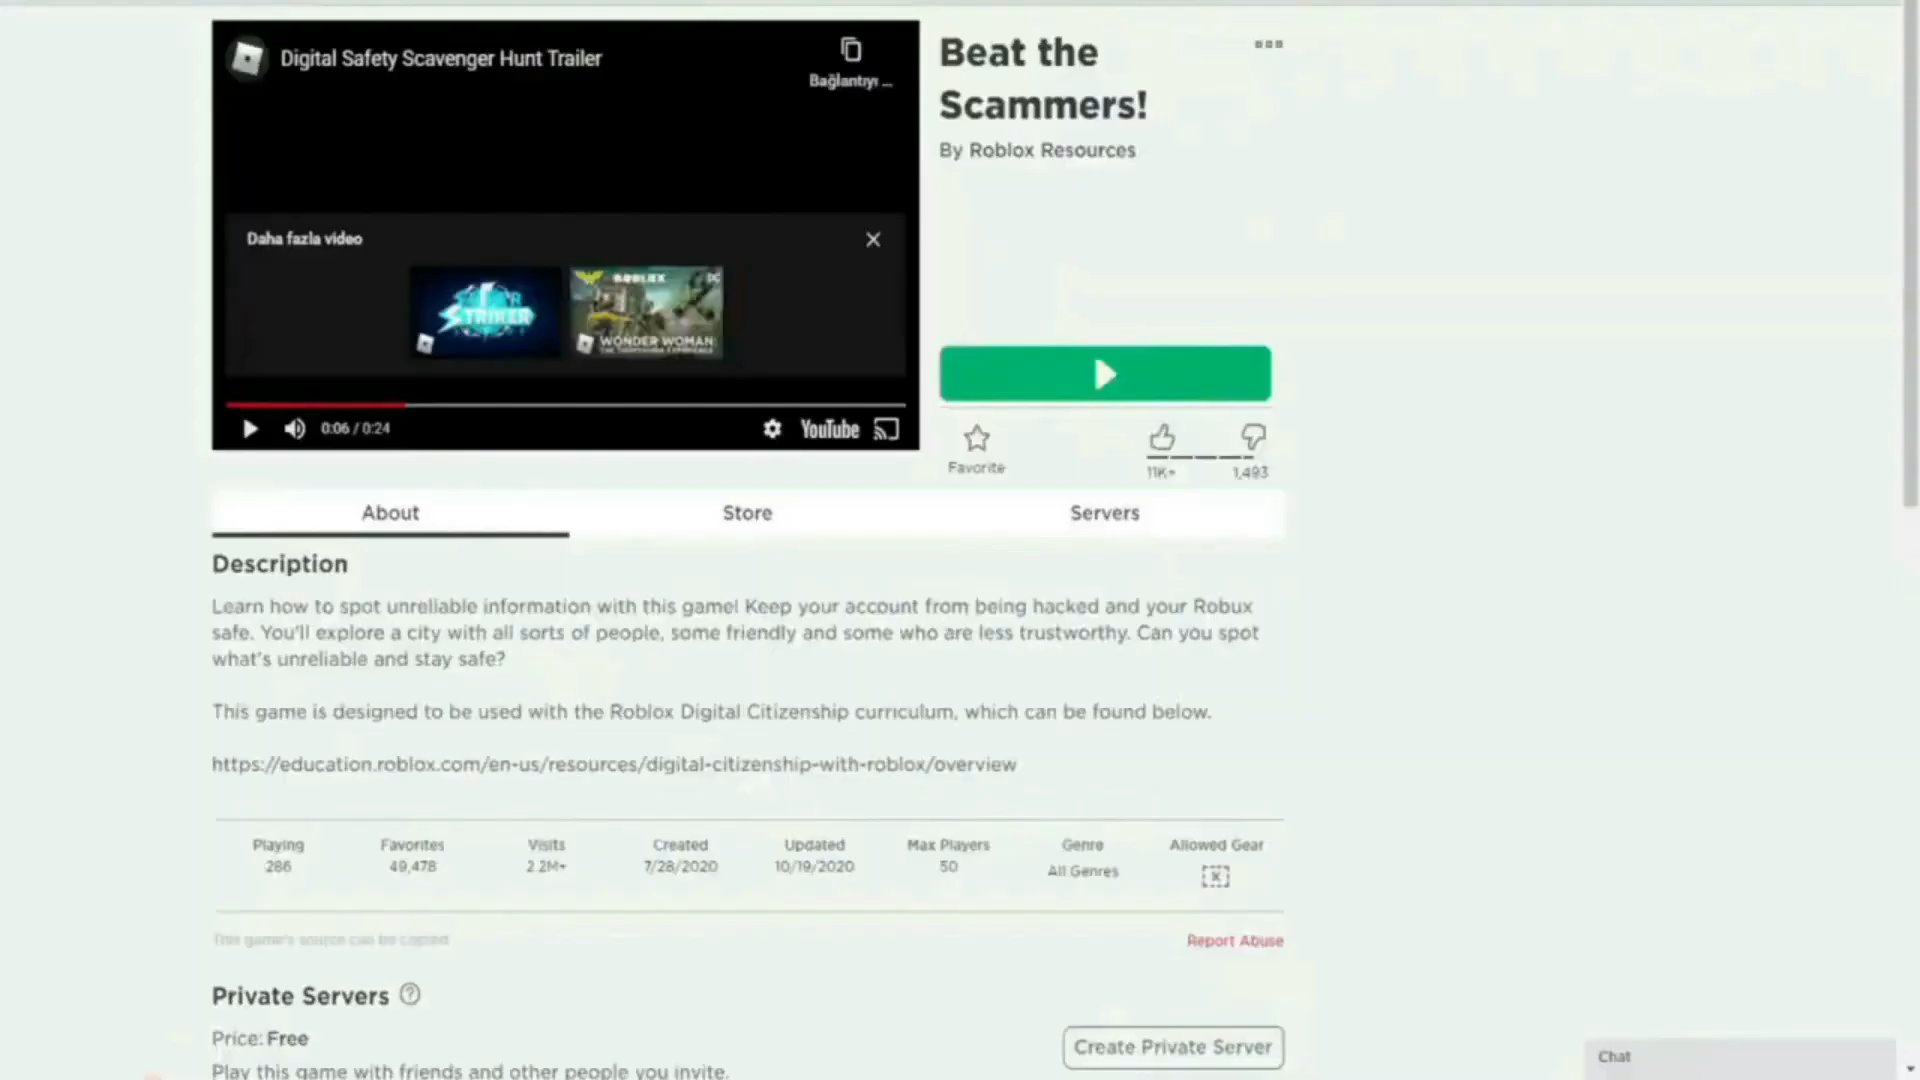 Digital Safety Scavenger Hunt Trailer
Bağlantıyı ...
Daha fazla video
STRIKER
ROBLOX
DC
WONDER WOMAN:
0:06 / 0:24
YouTube
Beat the
Scammers!
By Roblox Resources
Favorite
11K+
1,493
About
Store
Servers
Description
Learn how to spot unreliable information with this game! Keep your account from being hacked and your Robux
safe. You'll explore a city with all sorts of people, some friendly and some who are less trustworthy. Can you spot
what's unreliable and stay safe?
This game is designed to be used with the Roblox Digital Citizenship curriculum, which can be found below.
https://education.roblox.com/en-us/resources/digital-citizenship-with-roblox/overview
Playing Favorites Visits Created Updated Max Players Genre Allowed Gear
286 49,478 2.2M+ 7/28/2020 10/19/2020 50 All Genres
This game's source can be copied
Report Abuse
Private Servers
Price: Free
Create Private Server
Play this game with friends and other people you invite.
Chat